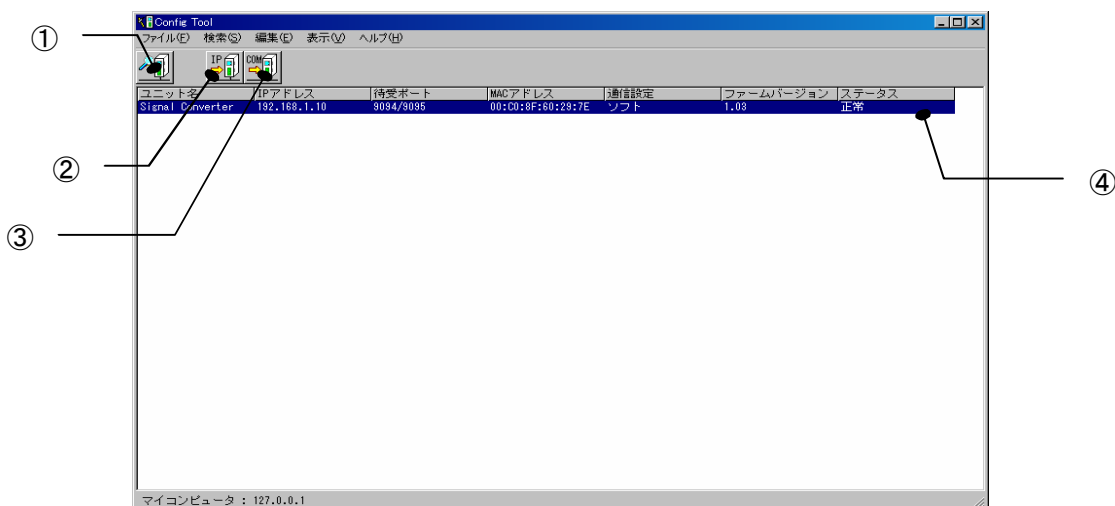 Config Tool
ファイル(F) 検索(S) 編集(E) 表示(V) ヘルプ(H)
①
IP
COM
ユニット名 IPアドレス 待受ポート MACアドレス 通信設定 ファームバージョン ステータス
Signal Converter 192.168.1.10 9094/9095 00:C0:8F:60:29:7E ソフト 1.03 正常
②
④
③
マイコンピュータ : 127.0.0.1